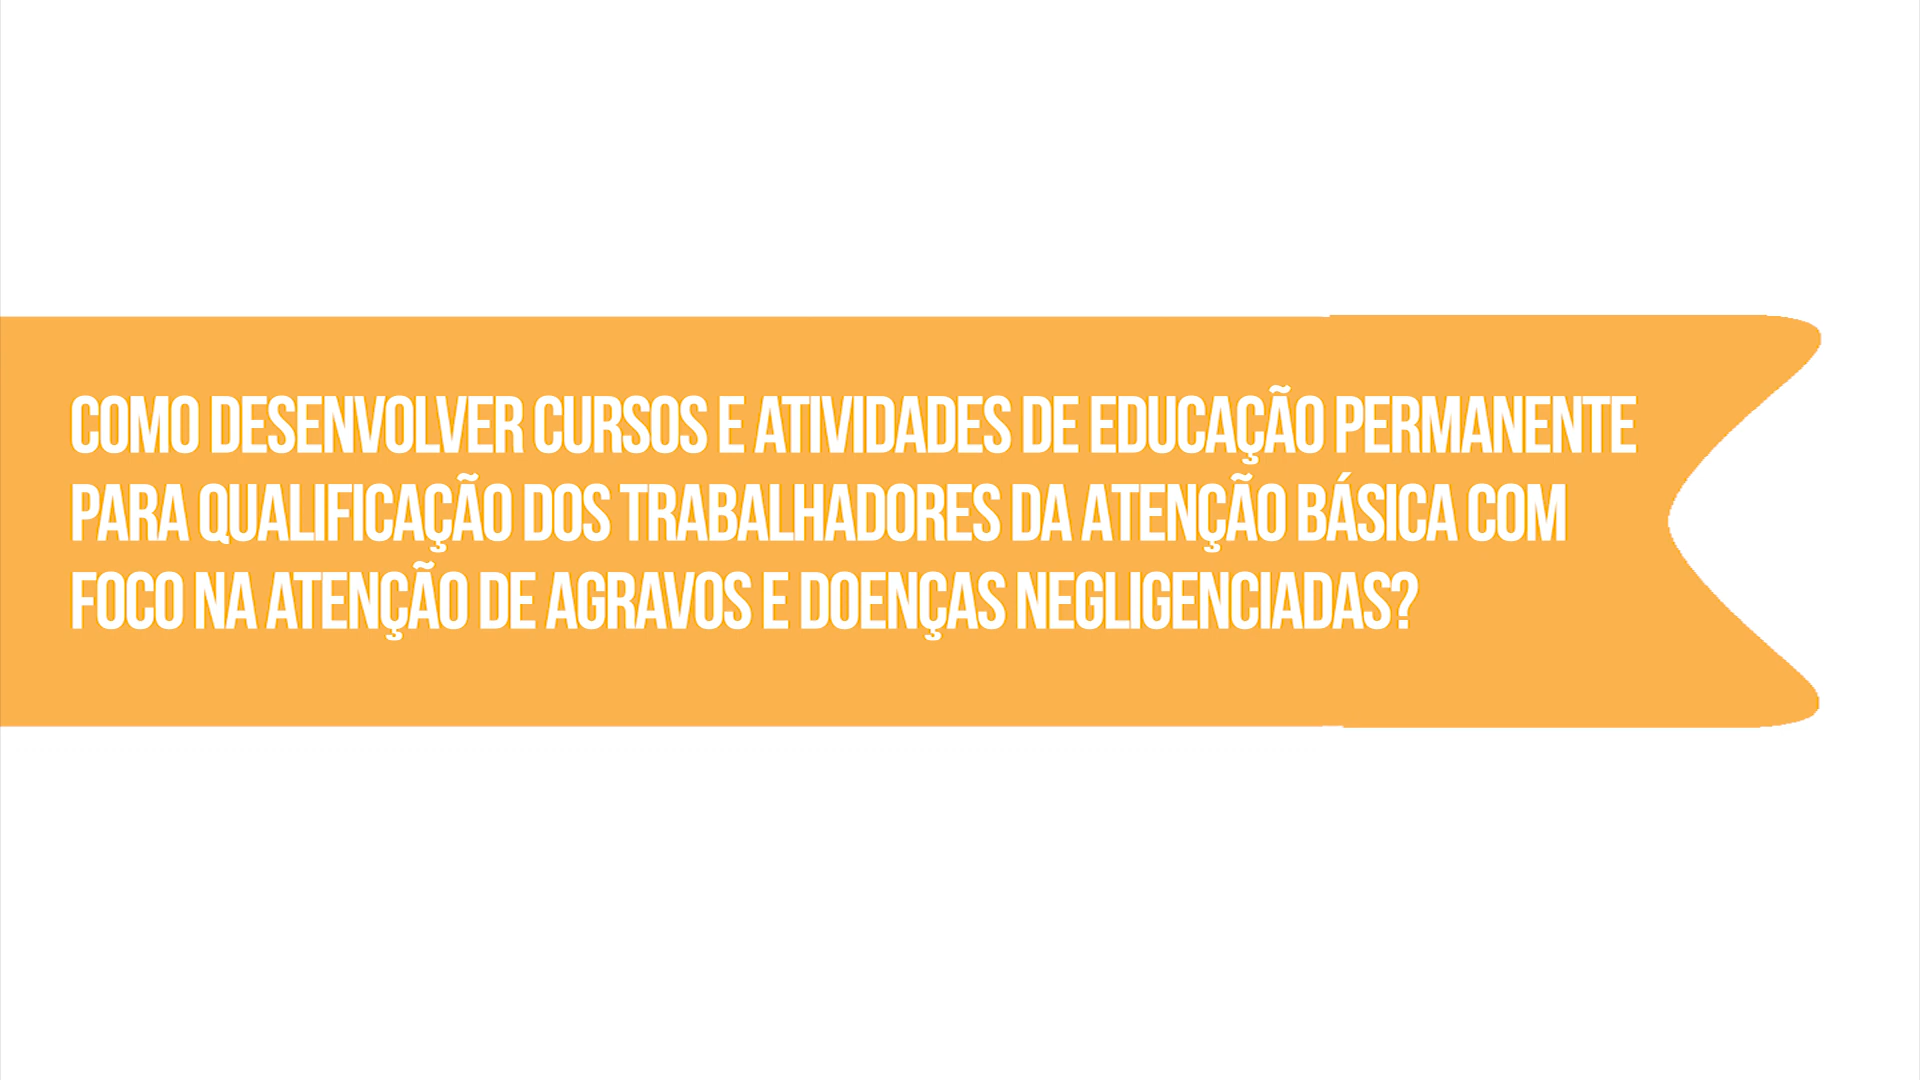 COMO DESENVOLVER CURSOS E ATIVIDADES DE EDUCAÇÃO PERMANENTE
PARA QUALIFICAÇÃO DOS TRABALHADORES DA ATENÇÃO BÁSICA COM
FOCO NA ATENÇÃO DE AGRAVOS E DOENÇAS NEGLIGENCIADAS?